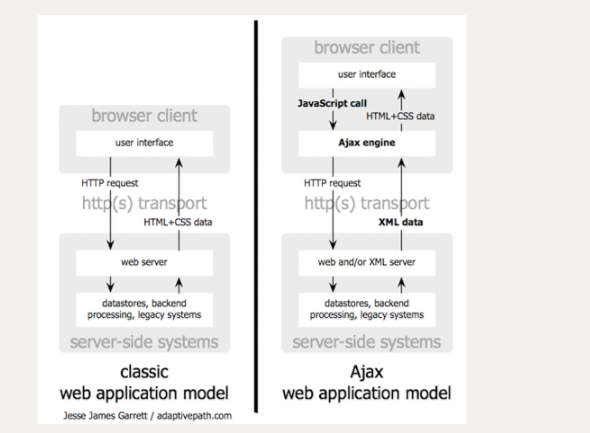 browser client
user interface
HTTP request
http(s) transport
HTML+CSS data
web server
datastores, backend
processing, legacy systems
server-side systems
classic
web application model
Jesse James Garrett / adaptivepath.com
browser client
user interface
JavaScript call
HTML+CSS data
Ajax engine
HTTP request
http(s) transport
XML data
web and/or XML server
datastores, backend
processing, legacy systems
server-side systems
Ajax
web application model